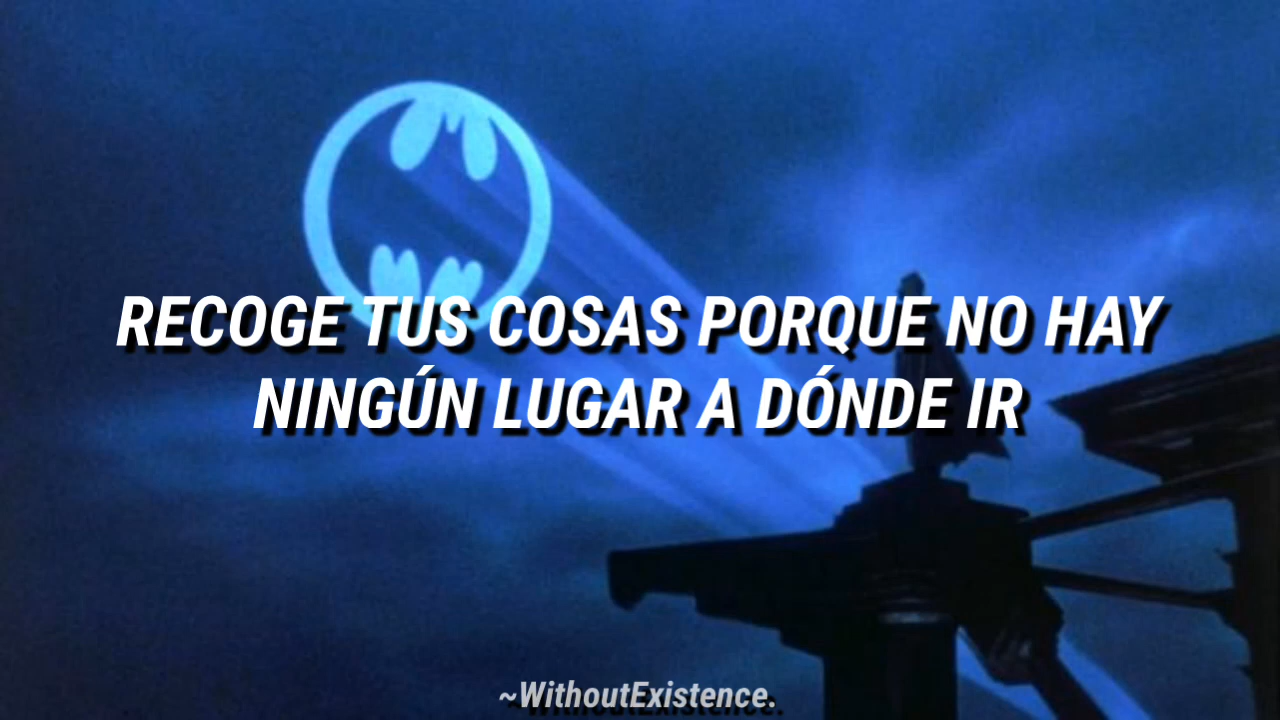 RECOGE TUS COSAS PORQUE NO HAY
NINGÚN LUGAR A DÓNDE IR
~WithoutExistence.